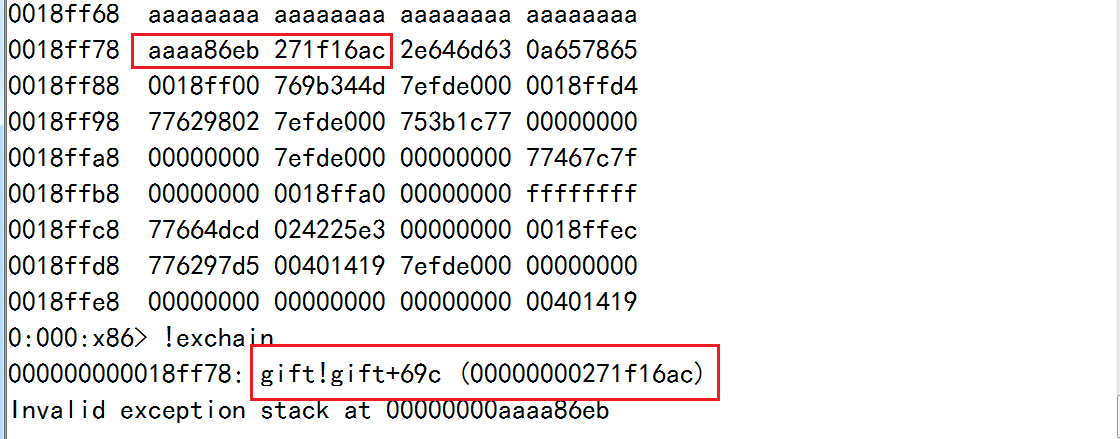 0018ff68  aaaaaaaa aaaaaaaa aaaaaaaa aaaaaaaa
0018ff78  aaaa86eb 271f16ac 2e646d63 0a657865
0018ff88  0018ff00 769b344d 7efde000 0018ffd4
0018ff98  77629802 7efde000 753b1c77 00000000
0018ffa8  00000000 7efde000 00000000 77467c7f
0018ffb8  00000000 0018ffa0 00000000 ffffffff
0018ffc8  77664dcd 024225e3 00000000 0018ffec
0018ffd8  776297d5 00401419 7efde000 00000000
0018ffe8  00000000 00000000 00000000 00401419
0:000:x86> !exchain
000000000018ff78: gift!gift+69c (00000000271f16ac)
Invalid exception stack at 00000000aaaa86eb